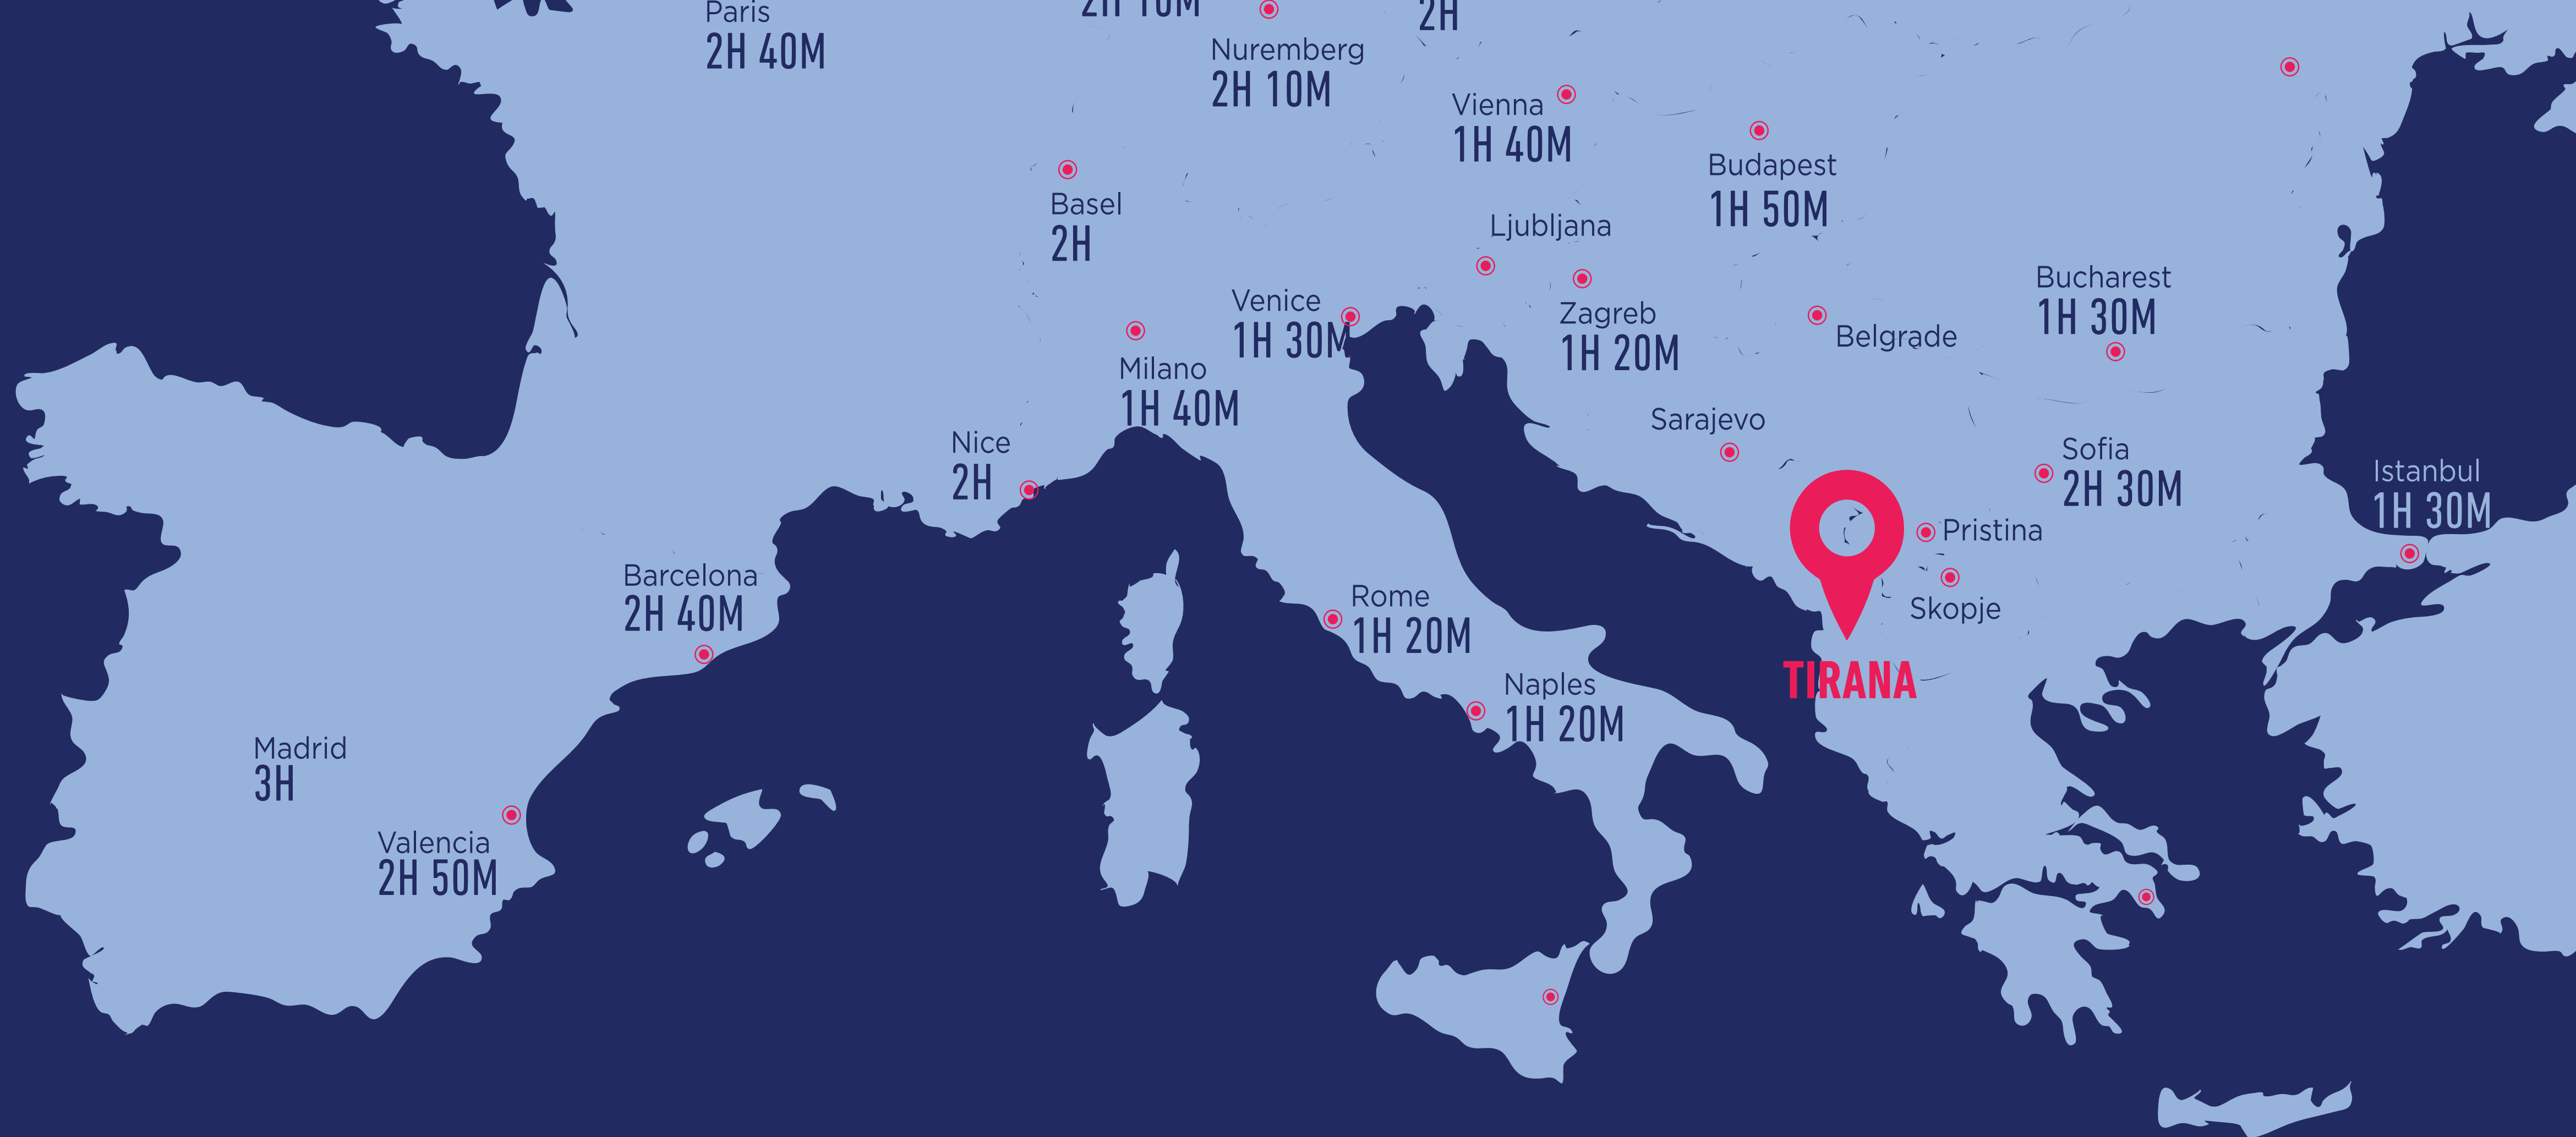 Paris
2H 40M
2H 10M
2H
Nuremberg
2H 10M
Vienna
1H 40M
Budapest
1H 50M
Basel
2H
Ljubljana
Venice
1H 30M
Zagreb
1H 20M
Belgrade
Bucharest
1H 30M
Milano
1H 40M
Nice
2H
Sarajevo
Sofia
2H 30M
Istanbul
1H 30M
Pristina
Skopje
Barcelona
2H 40M
Rome
1H 20M
TIRANA
Naples
1H 20M
Madrid
3H
Valencia
2H 50M